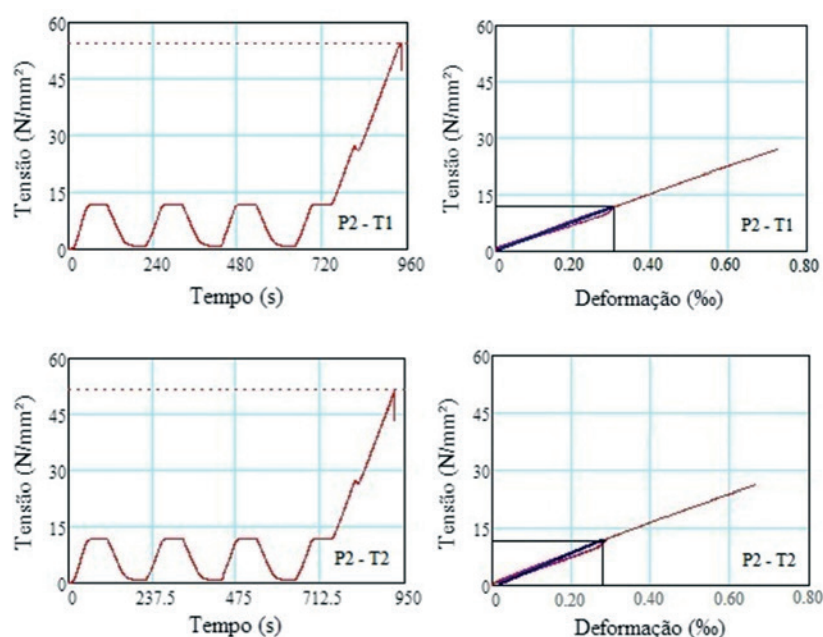 Tensão (N/mm²)
60
45
30
15
0
P2 - T1
0 240 480 720 960
Tempo (s)
Tensão (N/mm²)
60
45
30
15
0
P2 - T1
0 0.20 0.40 0.60 0.80
Deformação (‰)
Tensão (N/mm²)
60
45
30
15
0
P2 - T2
0 237.5 475 712.5 950
Tempo (s)
Tensão (N/mm²)
60
45
30
15
0
P2 - T2
0 0.20 0.40 0.60 0.80
Deformação (‰)